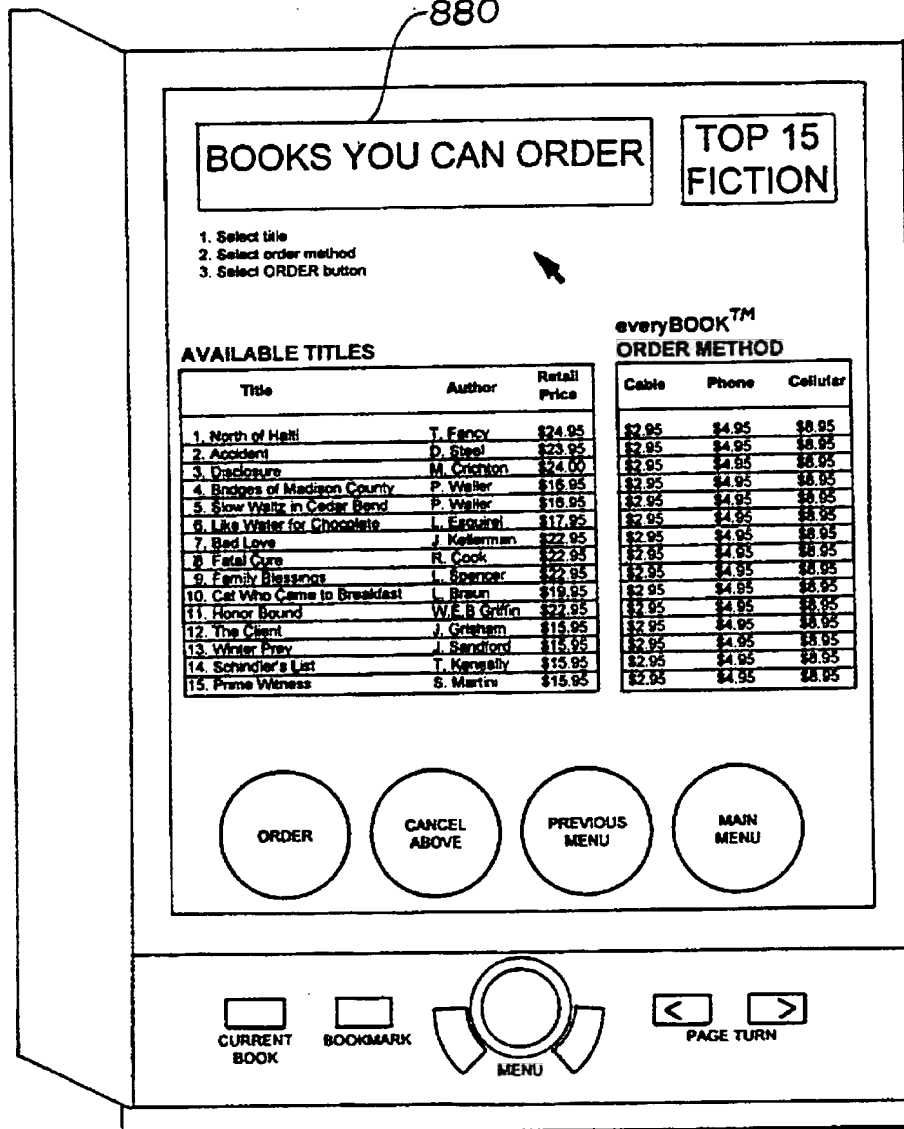 880
BOOKS YOU CAN ORDER
TOP 15
FICTION
1. Select title
2. Select order method
3. Select ORDER button
everyBOOK™
AVAILABLE TITLES
ORDER METHOD
Title Author Retail Price
Cable Phone Cellular
1. North of Haiti T. Fancy $24.95 $2.95 $4.95 $8.95
2. Accident D. Steel $23.95 $2.95 $4.95 $8.95
3. Disclosure M. Crichton $24.00 $2.95 $4.95 $8.95
4. Bridges of Madison County P. Waller $16.95 $2.95 $4.95 $8.95
5. Slow Waltz in Cedar Bend P. Waller $16.95 $2.95 $4.95 $8.95
6. Like Water for Chocolate L. Esquirel $17.95 $2.95 $4.95 $8.95
7. Bad Love J. Kellerman $22.95 $2.95 $4.95 $8.95
8. Fatal Cure R. Cook $22.95 $2.95 $4.95 $8.95
9. Family Blessings L. Spencer $22.95 $2.95 $4.95 $8.95
10. Cat Who Came to Breakfast L. Braun $19.95 $2.95 $4.95 $8.95
11. Honor Bound W.E.B Griffin $22.95 $2.95 $4.95 $8.95
12. The Client J. Grisham $15.95 $2.95 $4.95 $8.95
13. Winter Prey J. Sandford $15.95 $2.95 $4.95 $8.95
14. Schindler's List T. Keneally $15.95 $2.95 $4.95 $8.95
15. Prime Witness S. Martini $15.95 $2.95 $4.95 $8.95
ORDER
CANCEL
ABOVE
PREVIOUS
MENU
MAIN
MENU
< >
CURRENT
BOOK
BOOKMARK
MENU
PAGE TURN